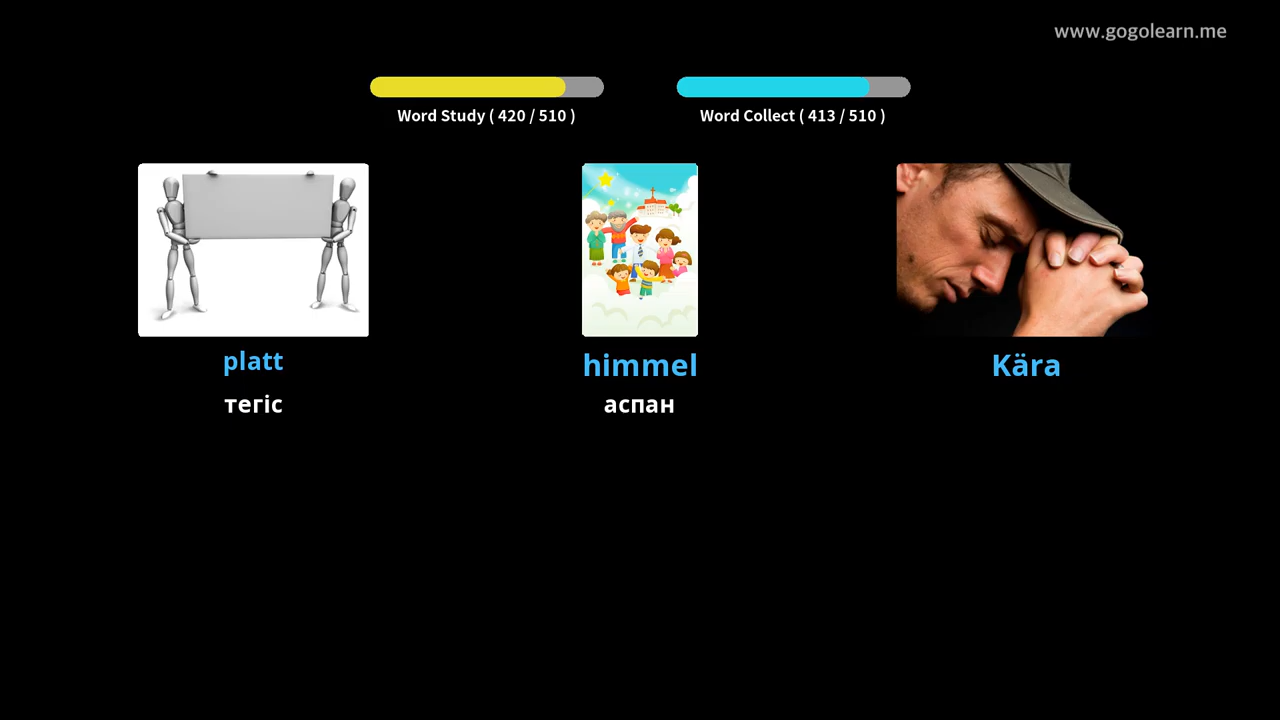 www.gogolearn.me
Word Study ( 420 / 510 )
Word Collect ( 413 / 510 )
platt
himmel
Kära
тегіс
аспан